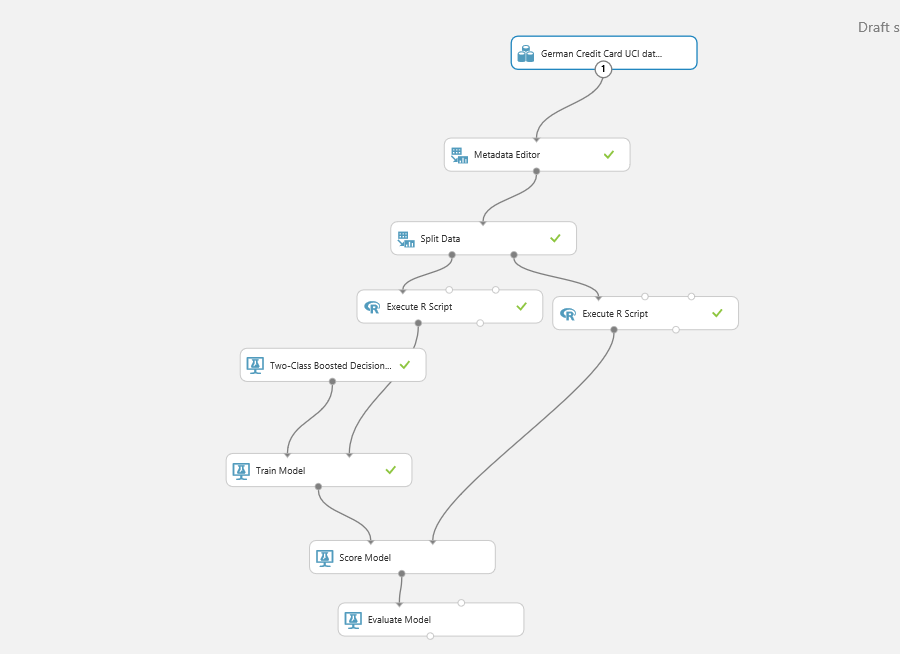 Draft s
German Credit Card UCI dat...
1
Metadata Editor
Split Data
Execute R Script
Execute R Script
Two-Class Boosted Decision...
Train Model
Score Model
Evaluate Model